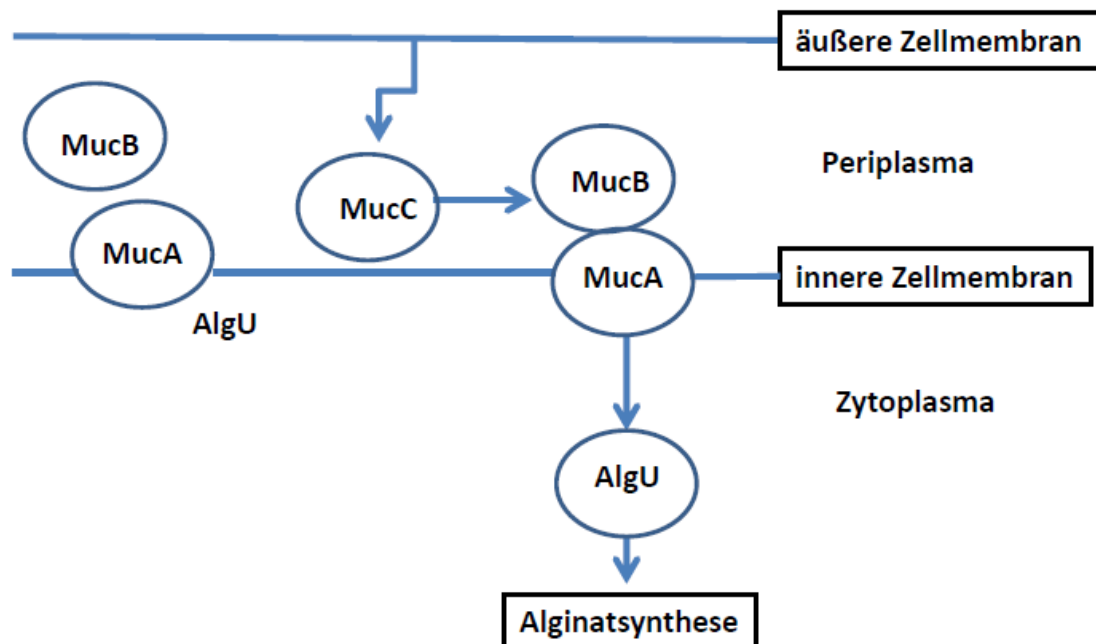 äußere Zellmembran
MucB
Periplasma
MucB
MucC
MucA
MucA
innere Zellmembran
AlgU
Zytoplasma
AlgU
Alginatsynthese